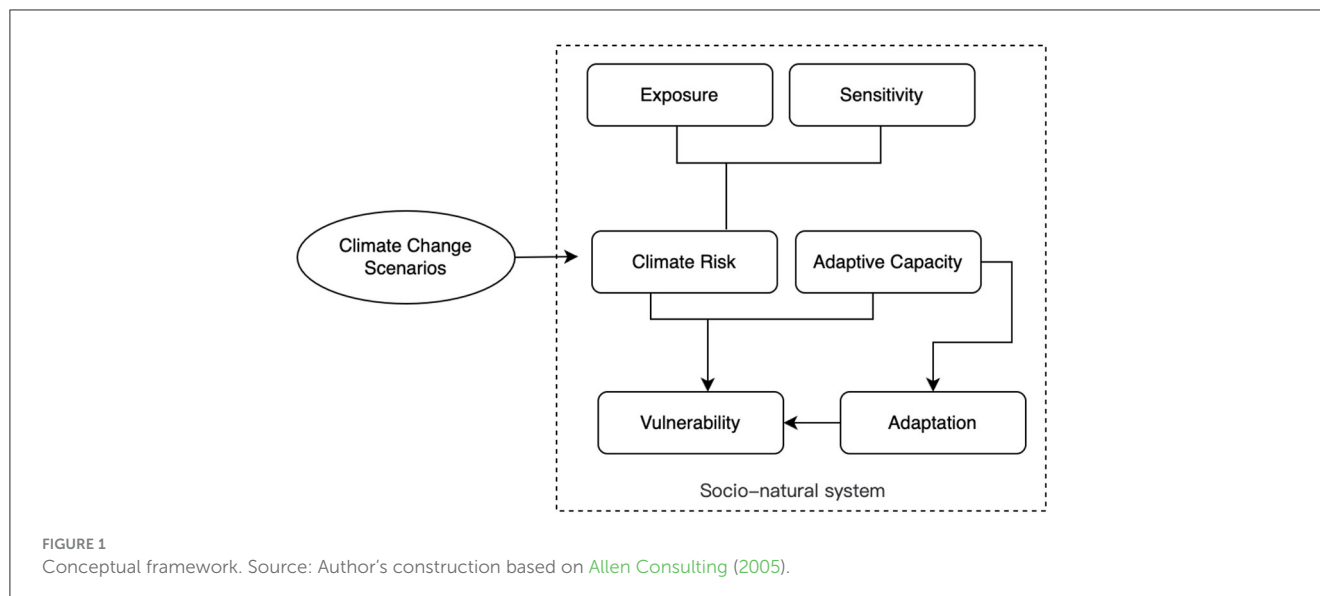 Exposure
Sensitivity
Climate Change
Scenarios
Climate Risk
Adaptive Capacity
Vulnerability
Adaptation
Socio–natural system
FIGURE 1
Conceptual framework. Source: Author's construction based on Allen Consulting (2005).